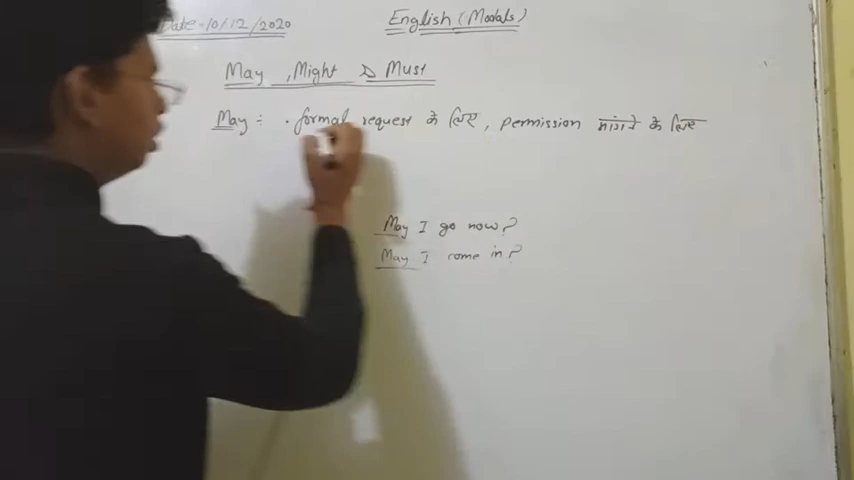 Date-10/12/2020
English (Modals)
May , Might & Must
May ÷ . formal request के लिए, permission मांगने के लिए
May I go now?
May I come in?